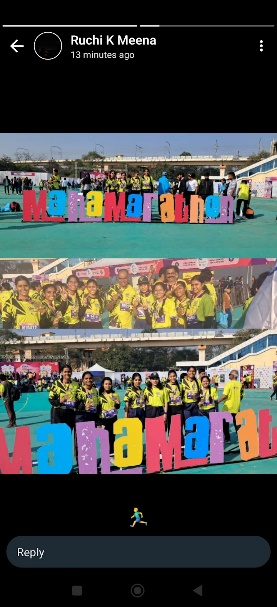 Ruchi K Meena
13 minutes ago
MahaMarathon
MahaMarat
Reply